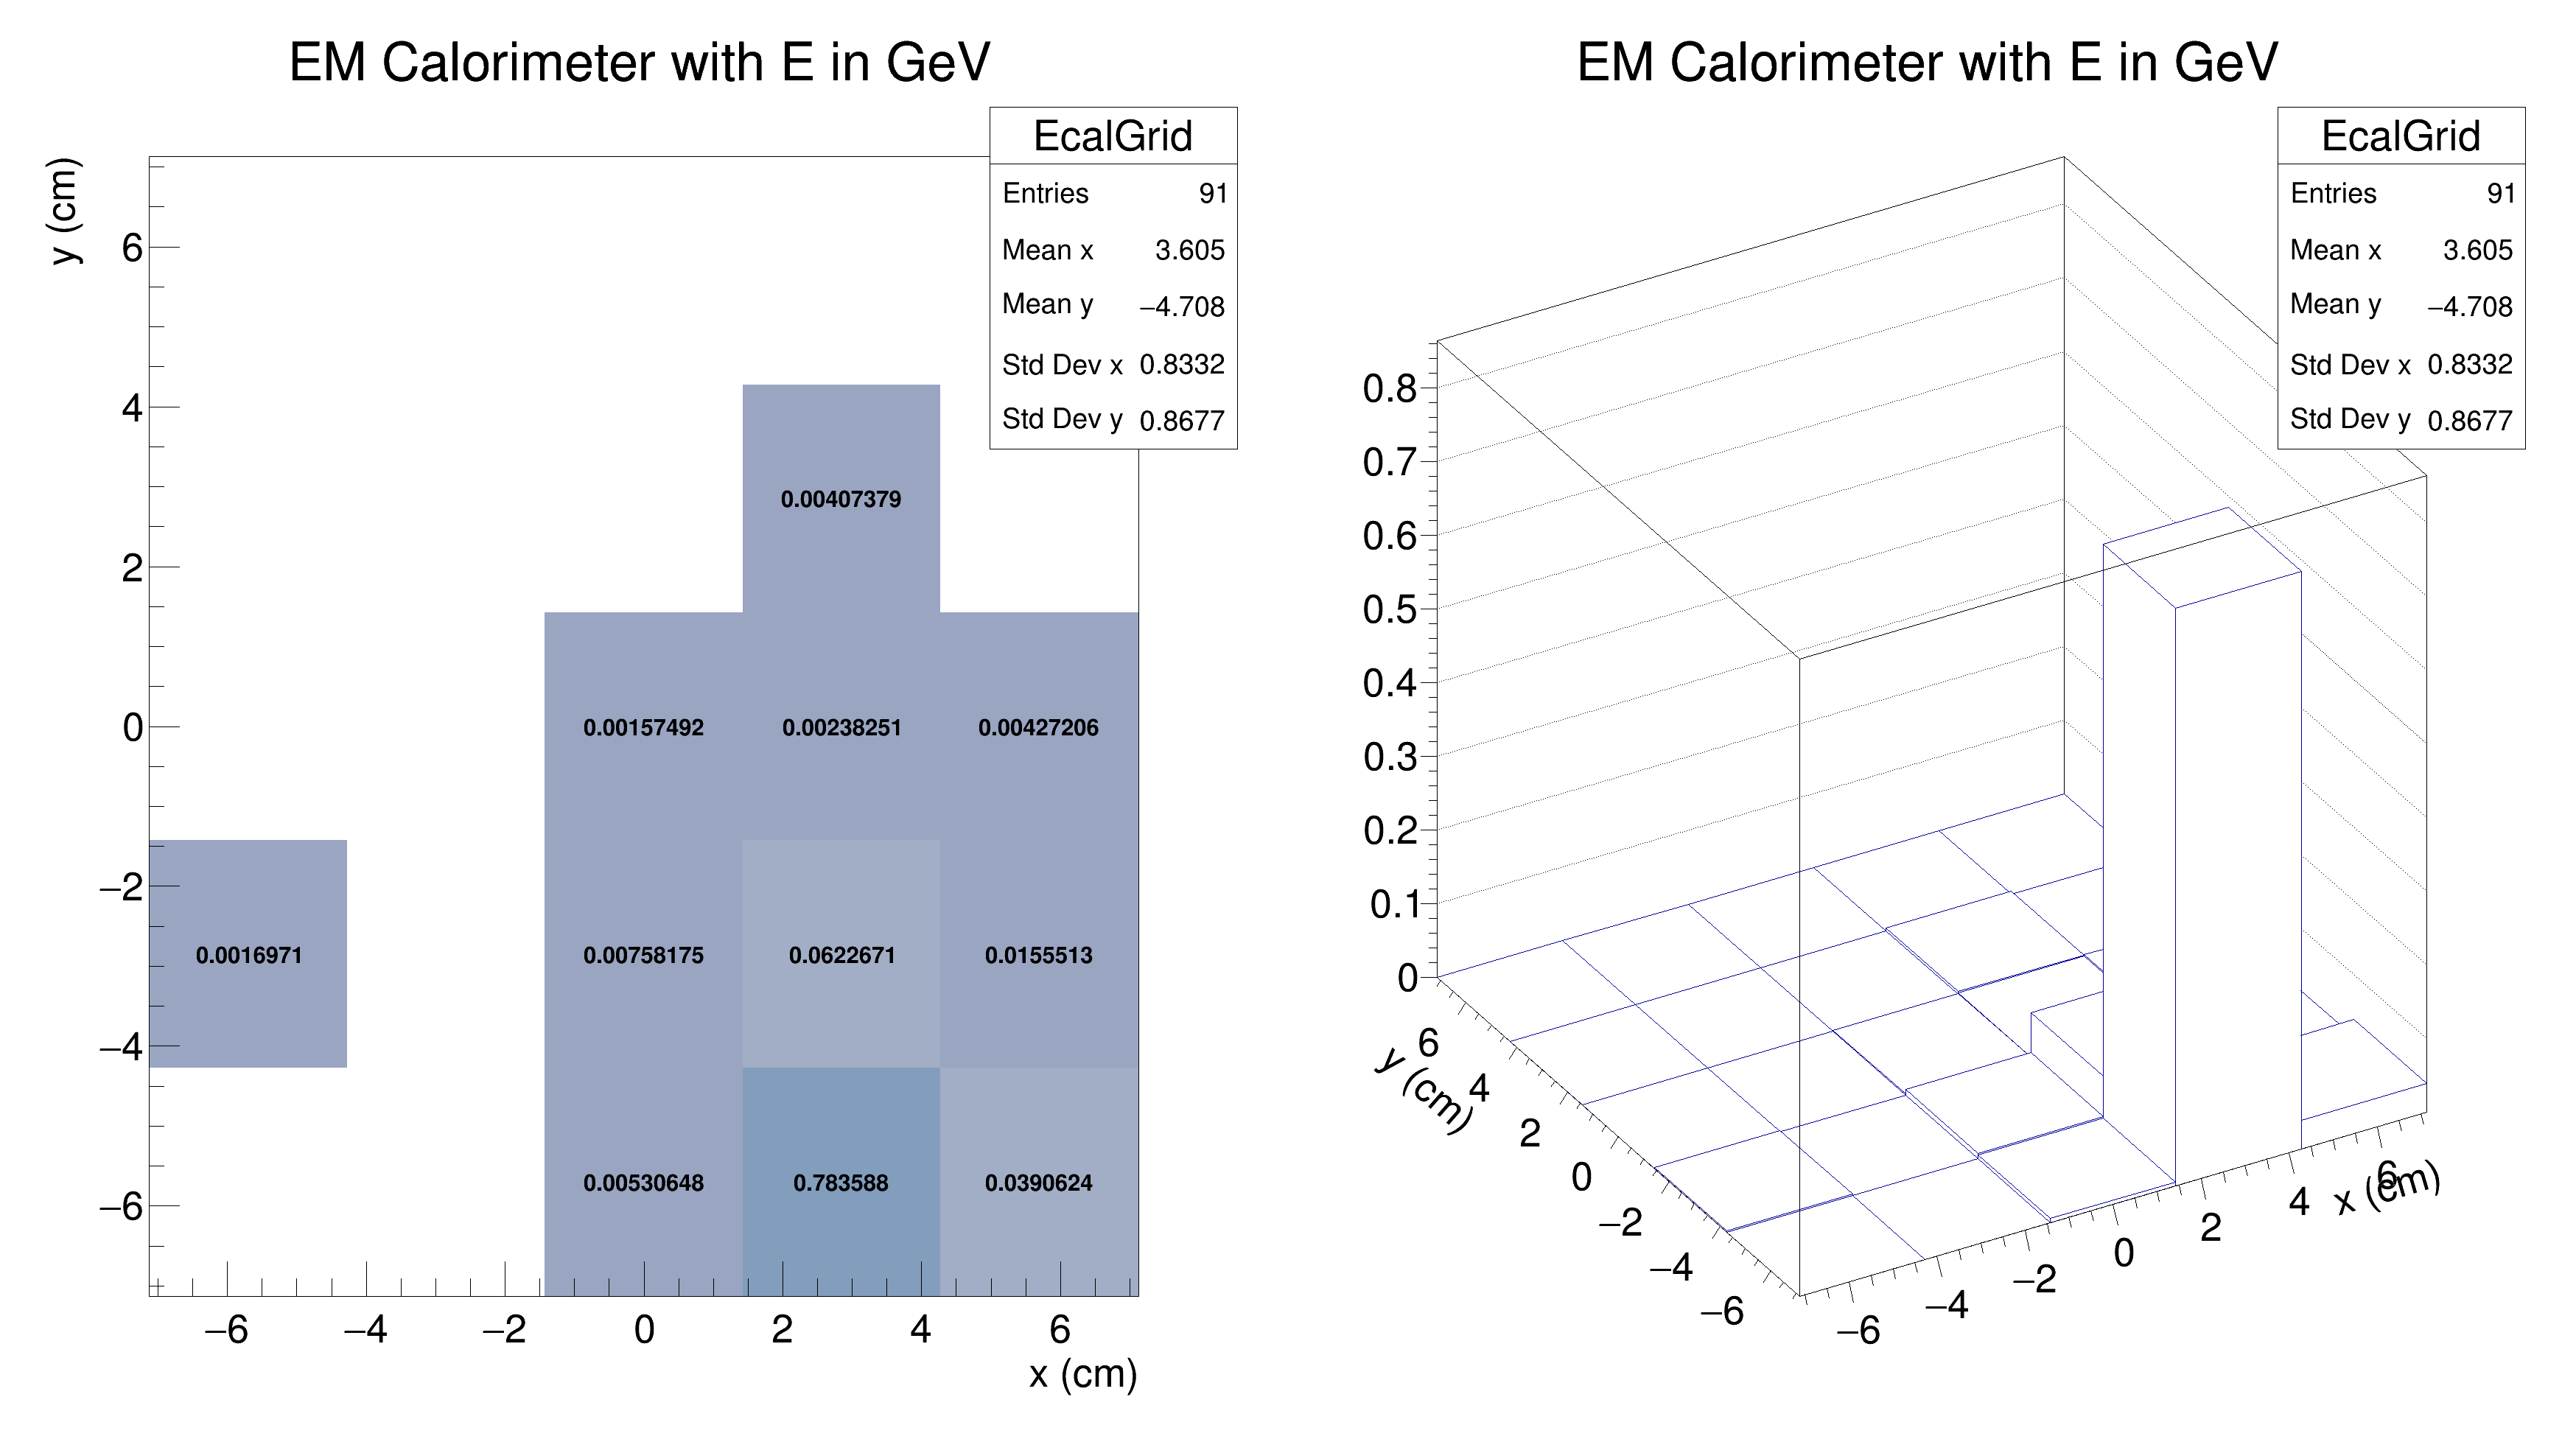 EM Calorimeter with E in GeV
EcalGrid
Entries 91
Mean x 3.605
Mean y −4.708
Std Dev x 0.8332
Std Dev y 0.8677
y (cm)
6
4
2
0
−2
−4
−6
0.00407379
0.00157492 0.00238251 0.00427206
0.0016971 0.00758175 0.0622671 0.0155513
0.00530648 0.783588 0.0390624
−6 −4 −2 0 2 4 6
x (cm)
EM Calorimeter with E in GeV
EcalGrid
Entries 91
Mean x 3.605
Mean y −4.708
Std Dev x 0.8332
Std Dev y 0.8677
0.8
0.7
0.6
0.5
0.4
0.3
0.2
0.1
0
6
4
2
0
−2
−4
−6
y (cm)
−6
−4
−2
0
2
4
6
x (cm)